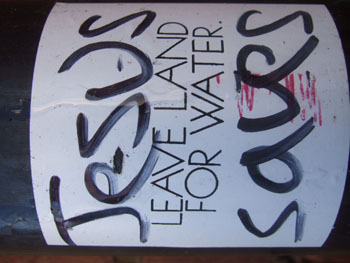 Jesus
LEAVE LAND
FOR WATER.
saves